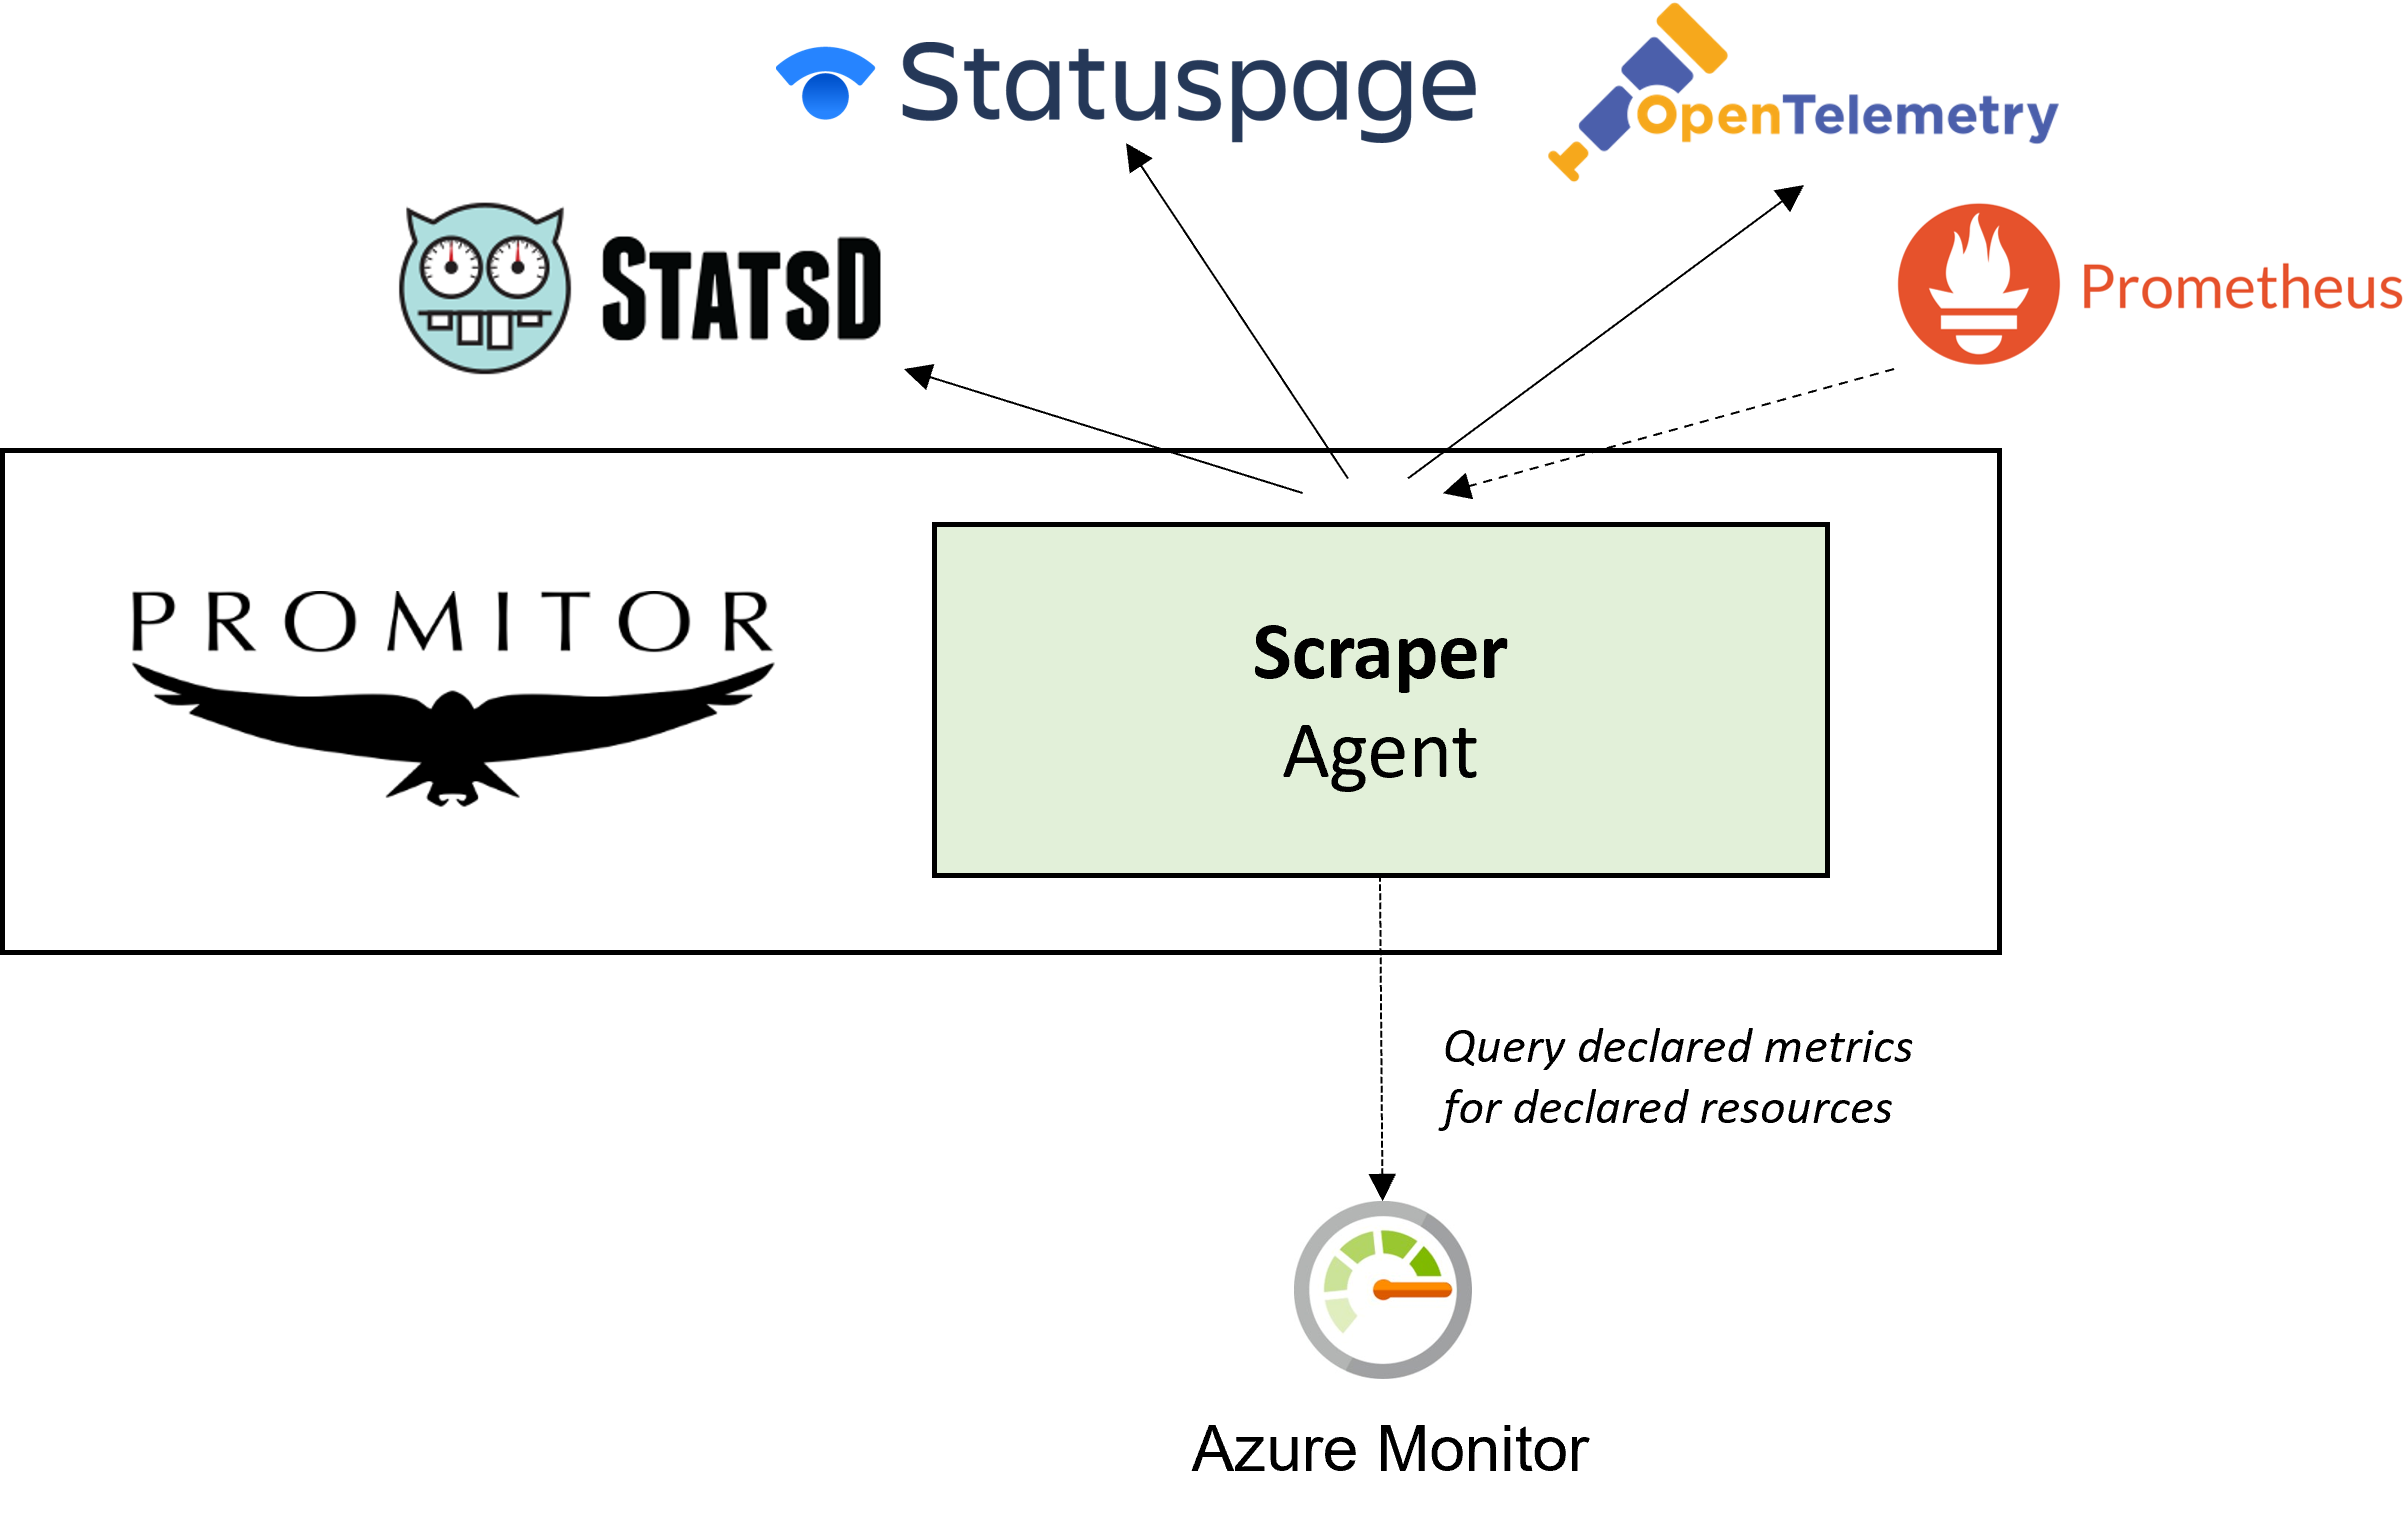 Statuspage
OpenTelemetry
STATSD
Prometheus
PROMITOR
Scraper
Agent
Query declared metrics
for declared resources
Azure Monitor